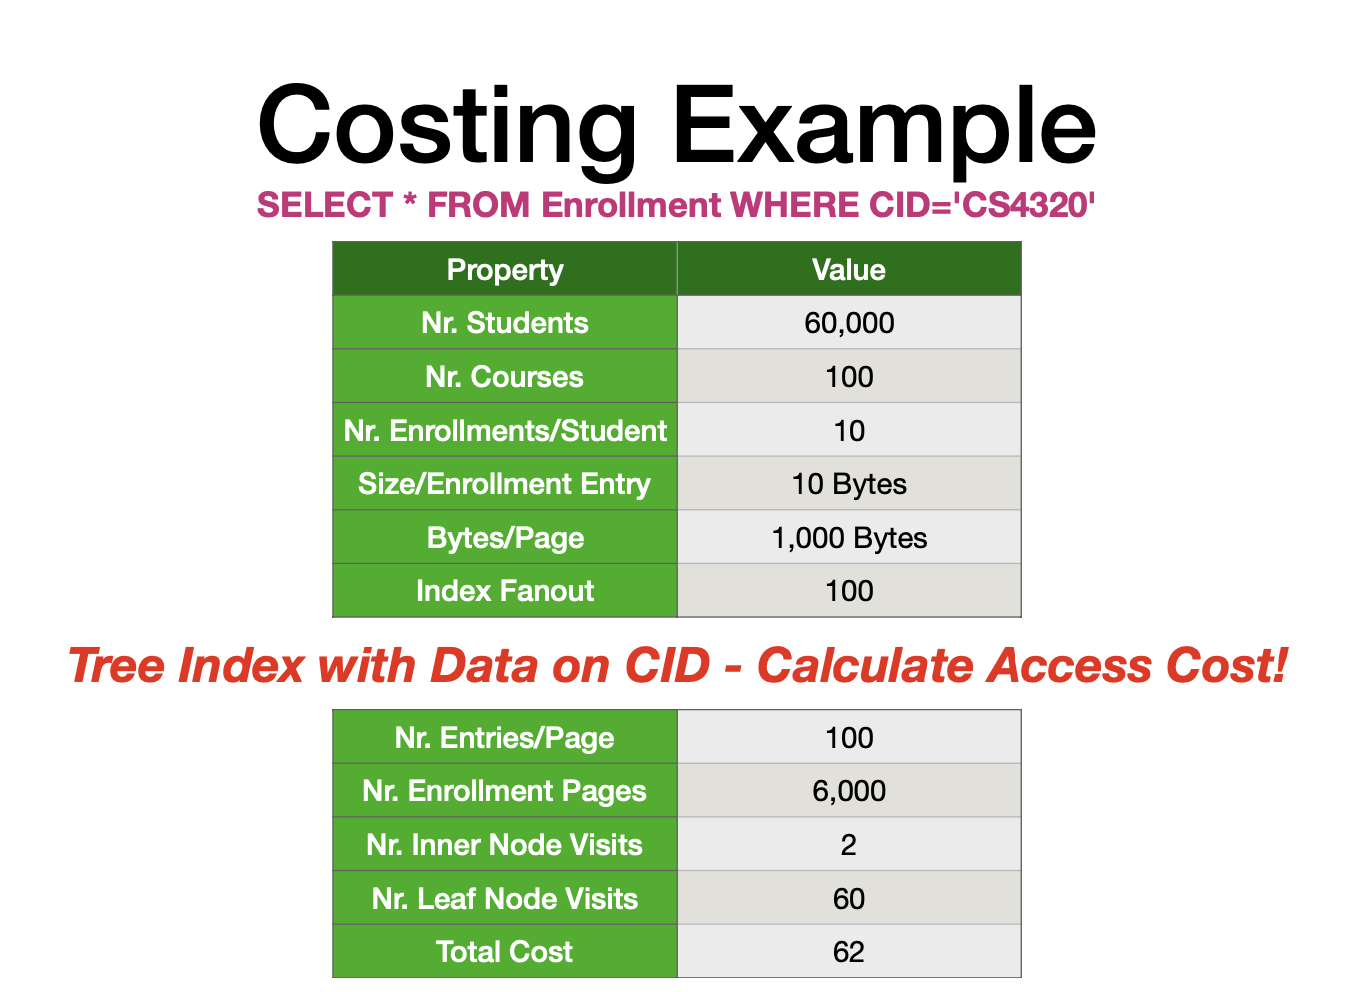 Costing Example
SELECT * FROM Enrollment WHERE CID='CS4320'
Property Value
Nr. Students 60,000
Nr. Courses 100
Nr. Enrollments/Student 10
Size/Enrollment Entry 10 Bytes
Bytes/Page 1,000 Bytes
Index Fanout 100
Tree Index with Data on CID - Calculate Access Cost!
Nr. Entries/Page 100
Nr. Enrollment Pages 6,000
Nr. Inner Node Visits 2
Nr. Leaf Node Visits 60
Total Cost 62